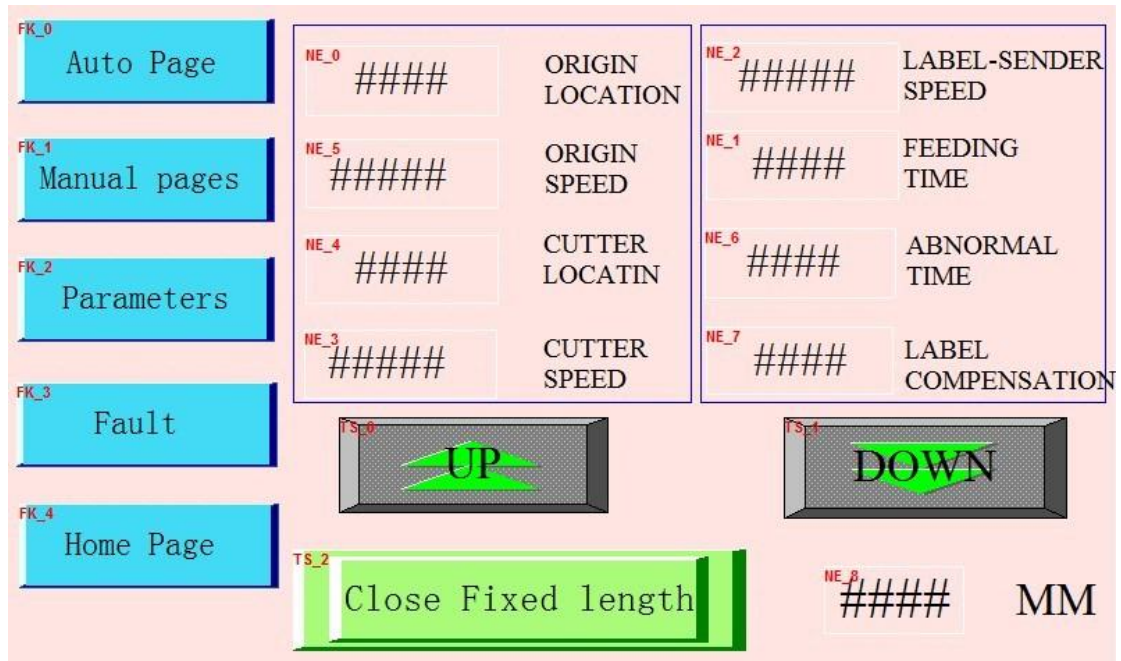 FK_0
Auto Page
FK_1
Manual pages
FK_2
Parameters
FK_3
Fault
FK_4
Home Page
NE_0
####
ORIGIN
LOCATION
NE_5
#####
ORIGIN
SPEED
NE_4
####
CUTTER
LOCATIN
NE_3
#####
CUTTER
SPEED
NE_2
#####
LABEL-SENDER
SPEED
NE_1
####
FEEDING
TIME
NE_6
####
ABNORMAL
TIME
NE_7
####
LABEL
COMPENSATION
TS_0
UP
TS_1
DOWN
TS_2
Close Fixed length
NE_8
####
MM